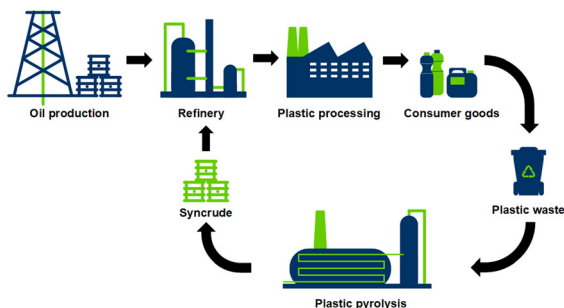 Oil production
Refinery
Plastic processing
Consumer goods
Syncrude
Plastic waste
Plastic pyrolysis